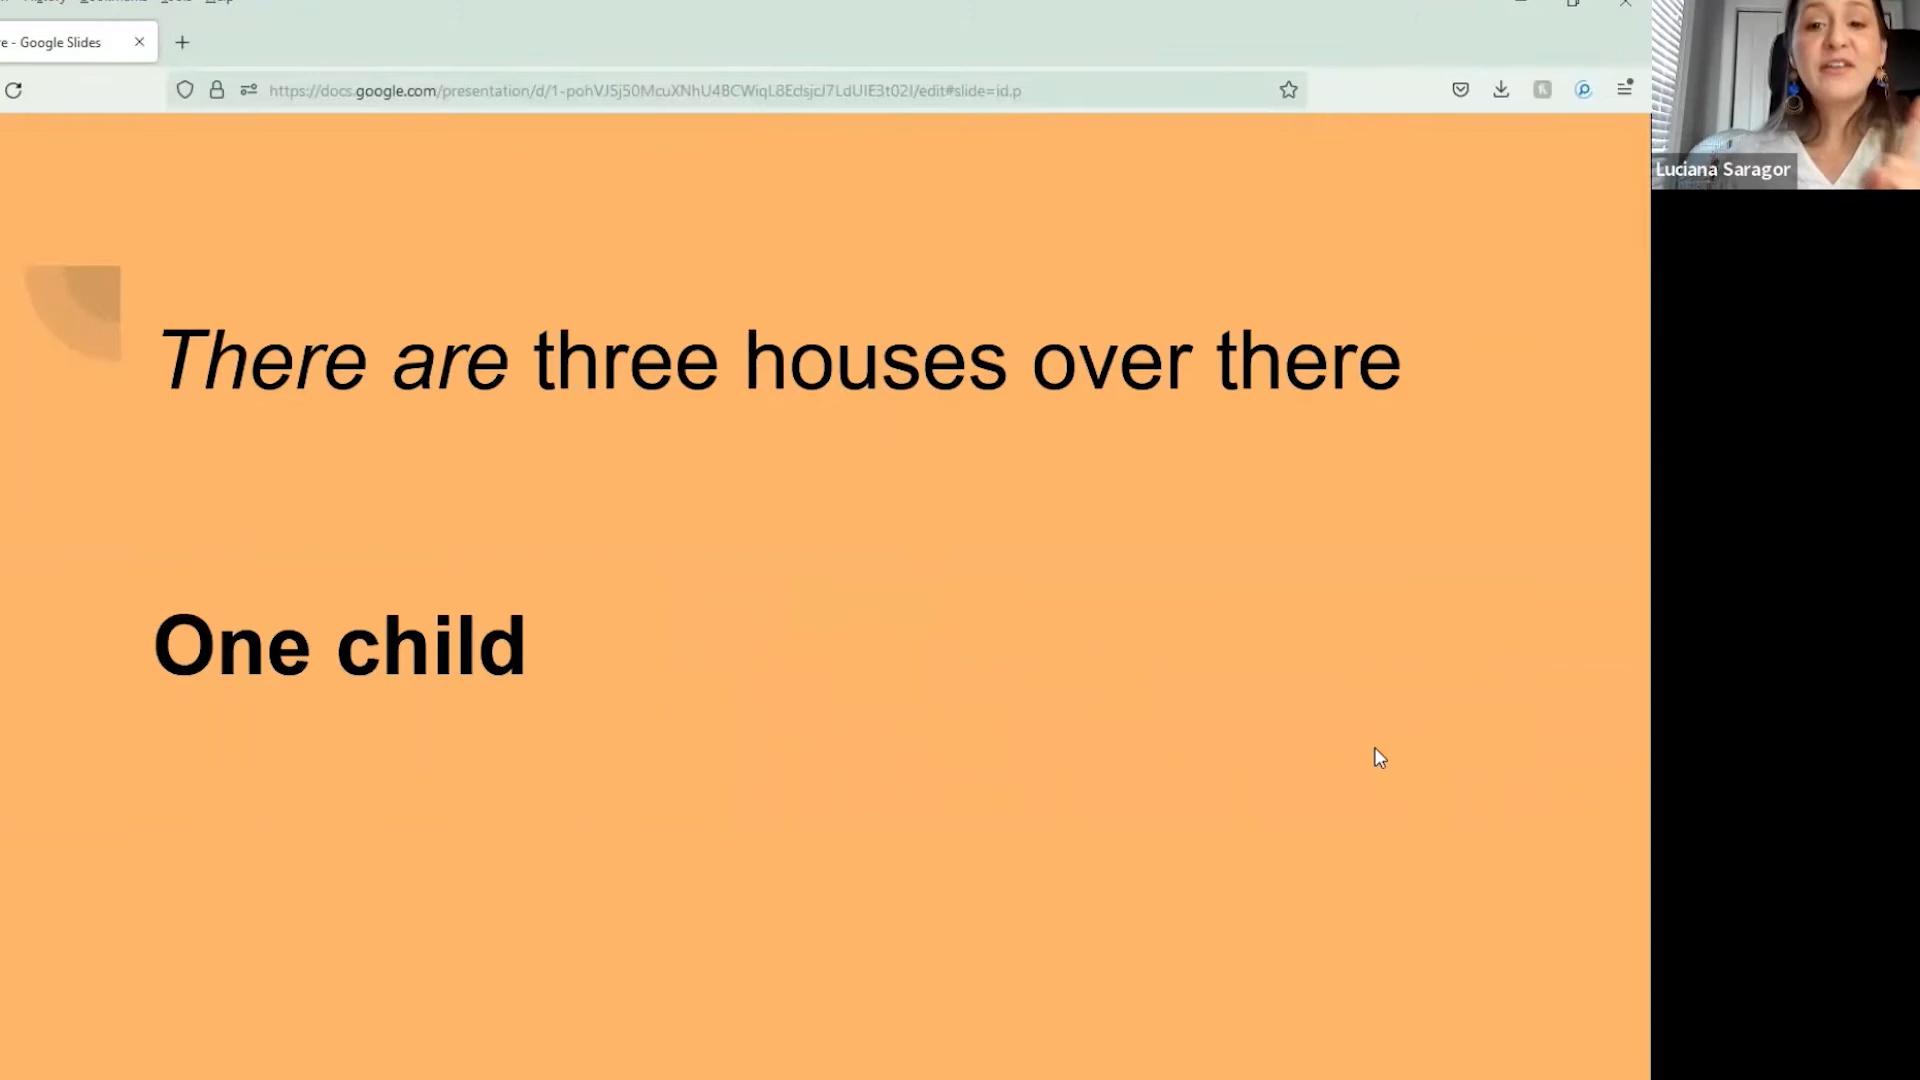 e - Google Slides
https://docs.google.com/presentation/d/1-pohVJ5j50McuXNhU4BCWiqL8EclsjcJ7LdUIE3t02I/edit#slide=id.p
Luciana Saragor
There are three houses over there
One child